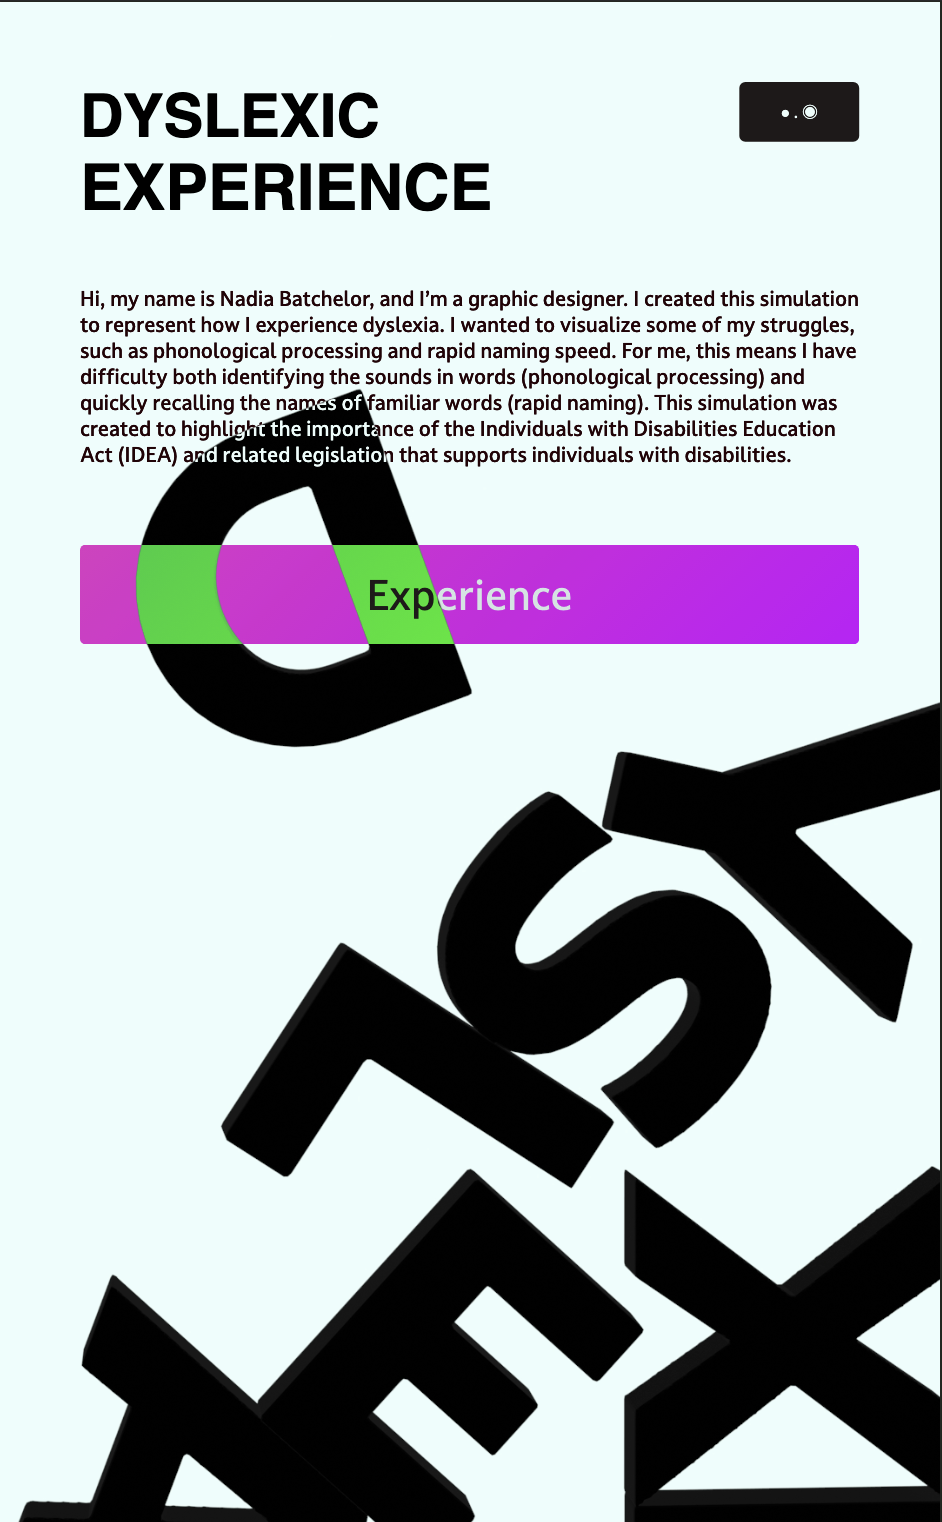 DYSLEXIC
EXPERIENCE
Hi, my name is Nadia Batchelor, and I’m a graphic designer. I created this simulation
to represent how I experience dyslexia. I wanted to visualize some of my struggles,
such as phonological processing and rapid naming speed. For me, this means I have
difficulty both identifying the sounds in words (phonological processing) and
quickly recalling the names of familiar words (rapid naming). This simulation was
created to highlight the importance of the Individuals with Disabilities Education
Act (IDEA) and related legislation that supports individuals with disabilities.
Experience
D
Y
S
L
E
X
A